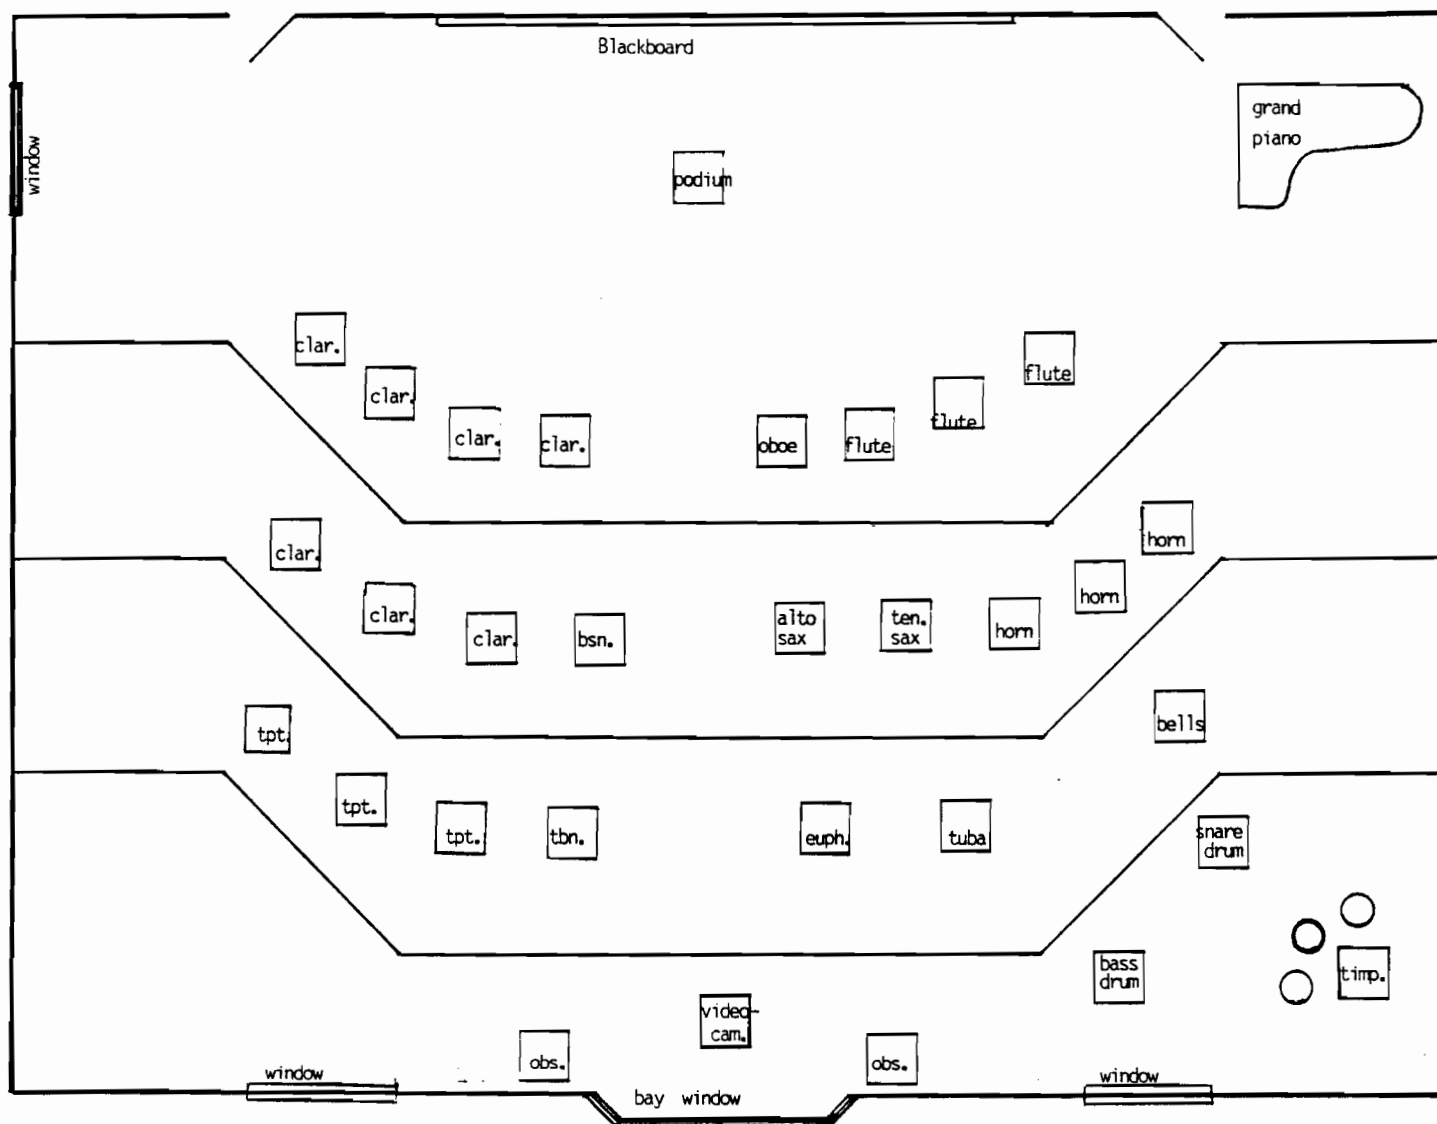 Blackboard
grand
piano
window
podium
clar.
flute
clar.
flute
clar.
clar.
oboe
flute
clar.
horn
clar.
horn
clar.
bsn.
alto
sax
ten.
sax
horn
tpt.
bells
tpt.
tpt.
tbn.
euph.
tuba
snare
drum
bass
drum
timp.
video-
cam.
obs.
obs.
window
bay window
window